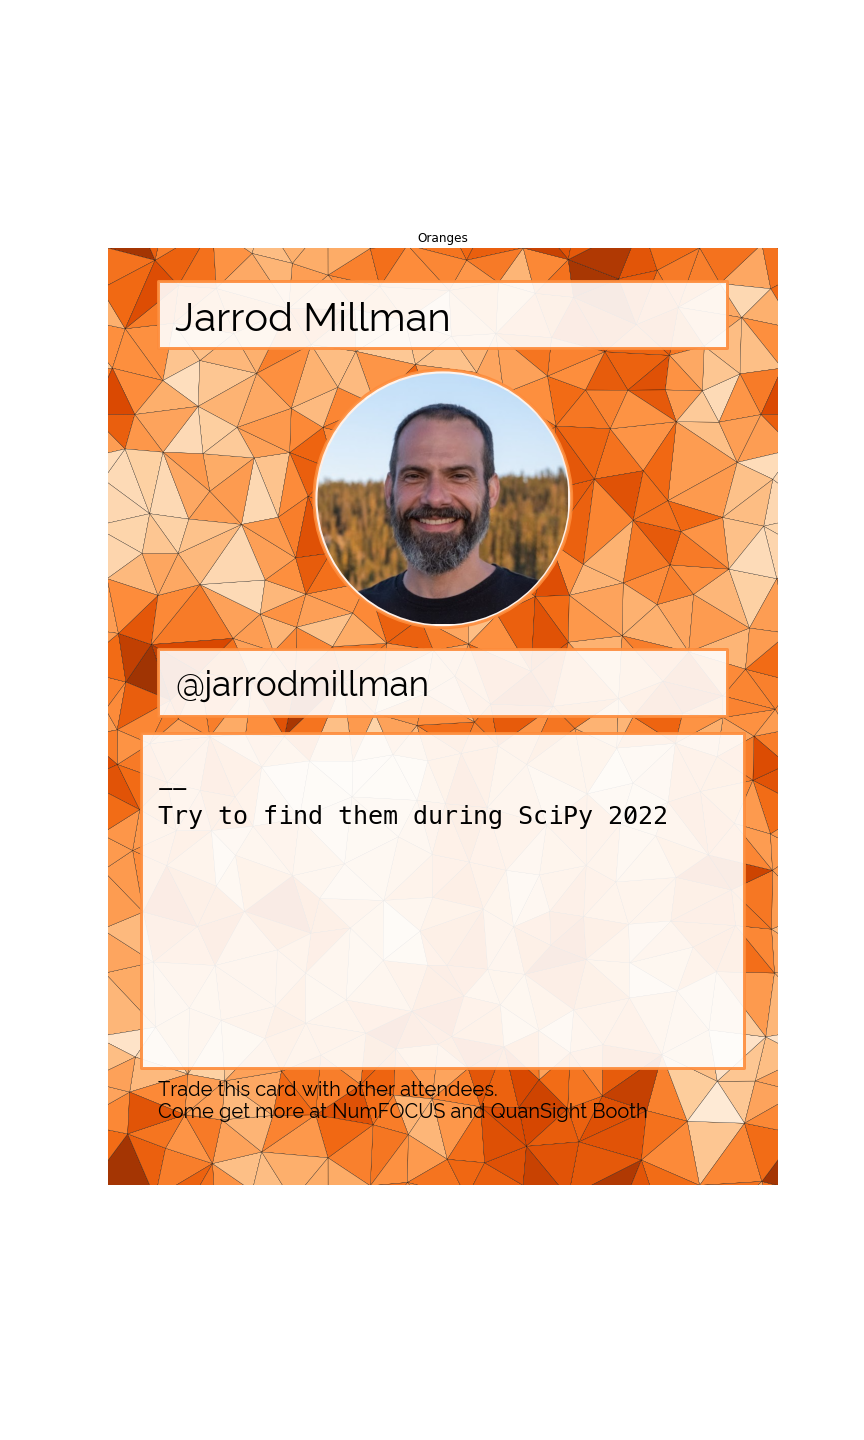 Oranges
Jarrod Millman
@jarrodmillman
——
Try to find them during SciPy 2022
Trade this card with other attendees.
Come get more at NumFOCUS and QuanSight Booth